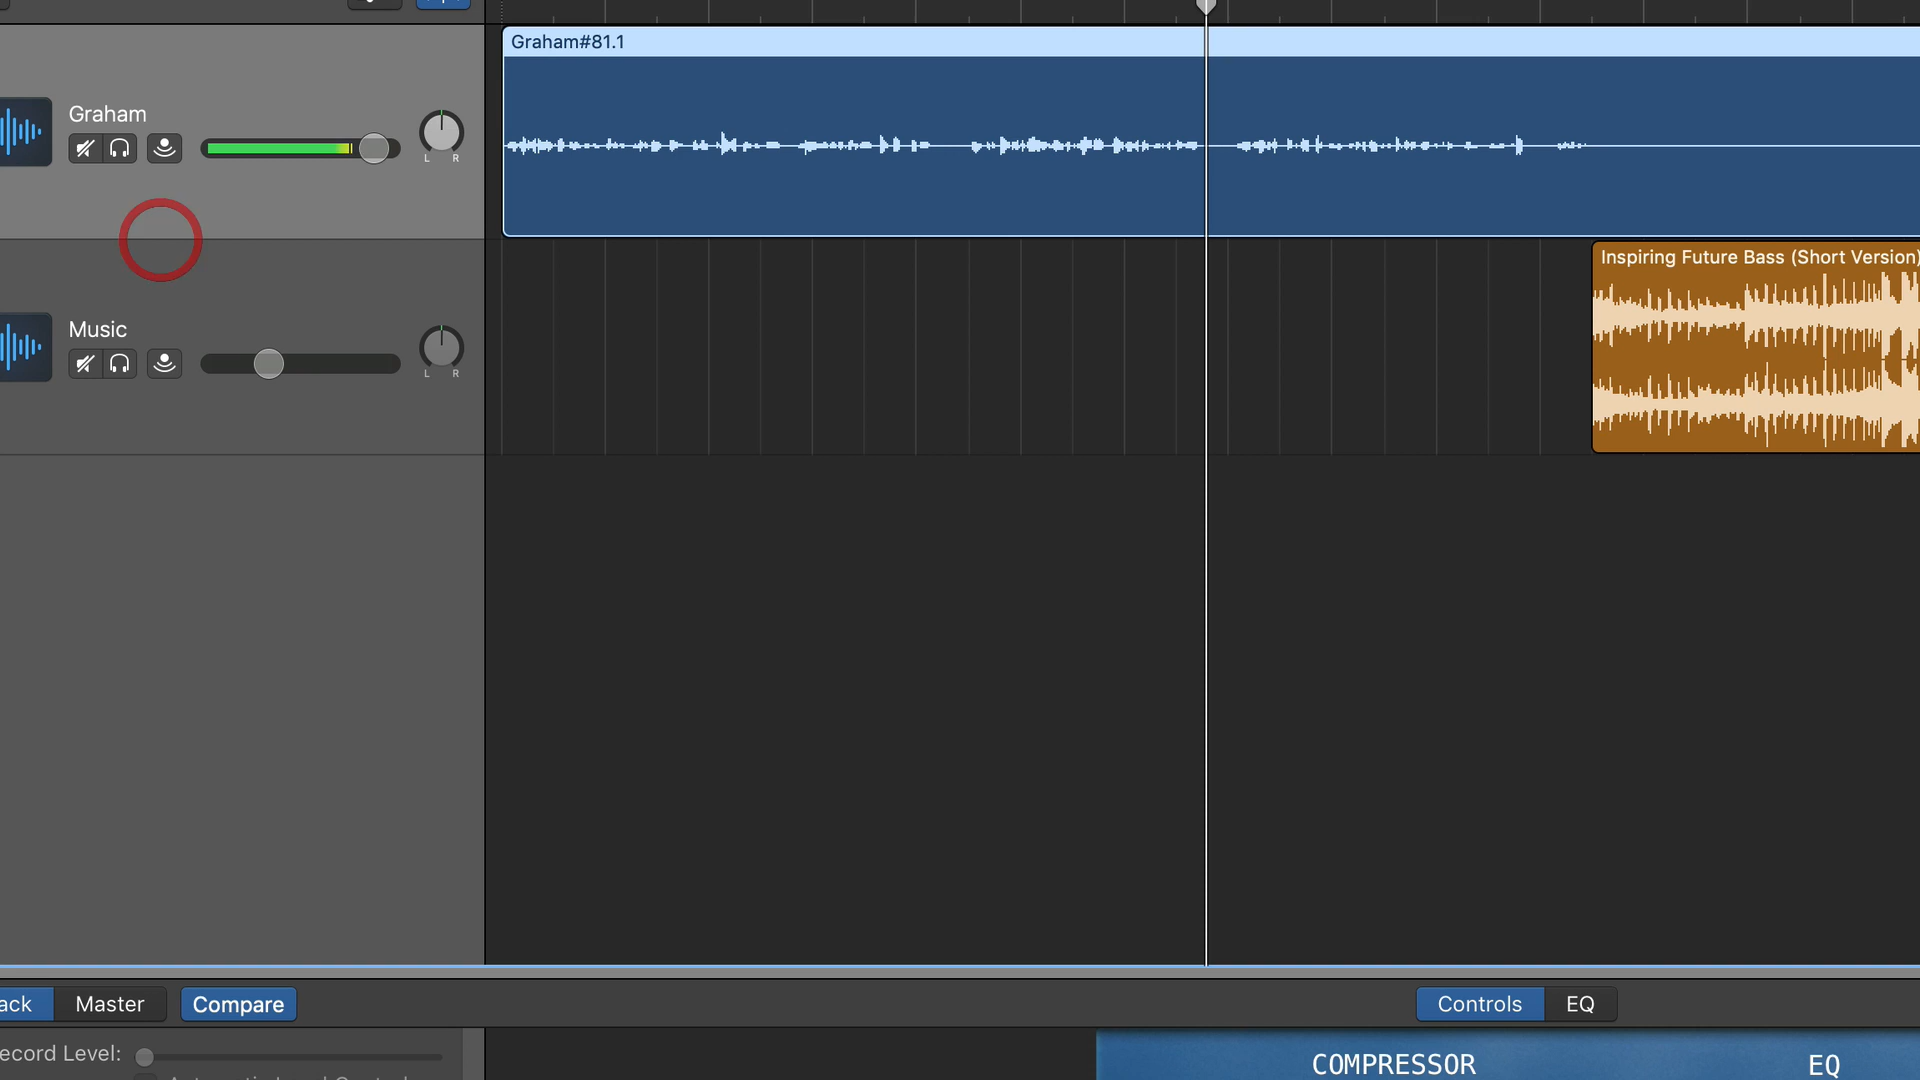 Graham#81.1
Graham
L R
Inspiring Future Bass (Short Version)
Music
L R
ack Master Compare
Controls EQ
ecord Level:
COMPRESSOR EQ